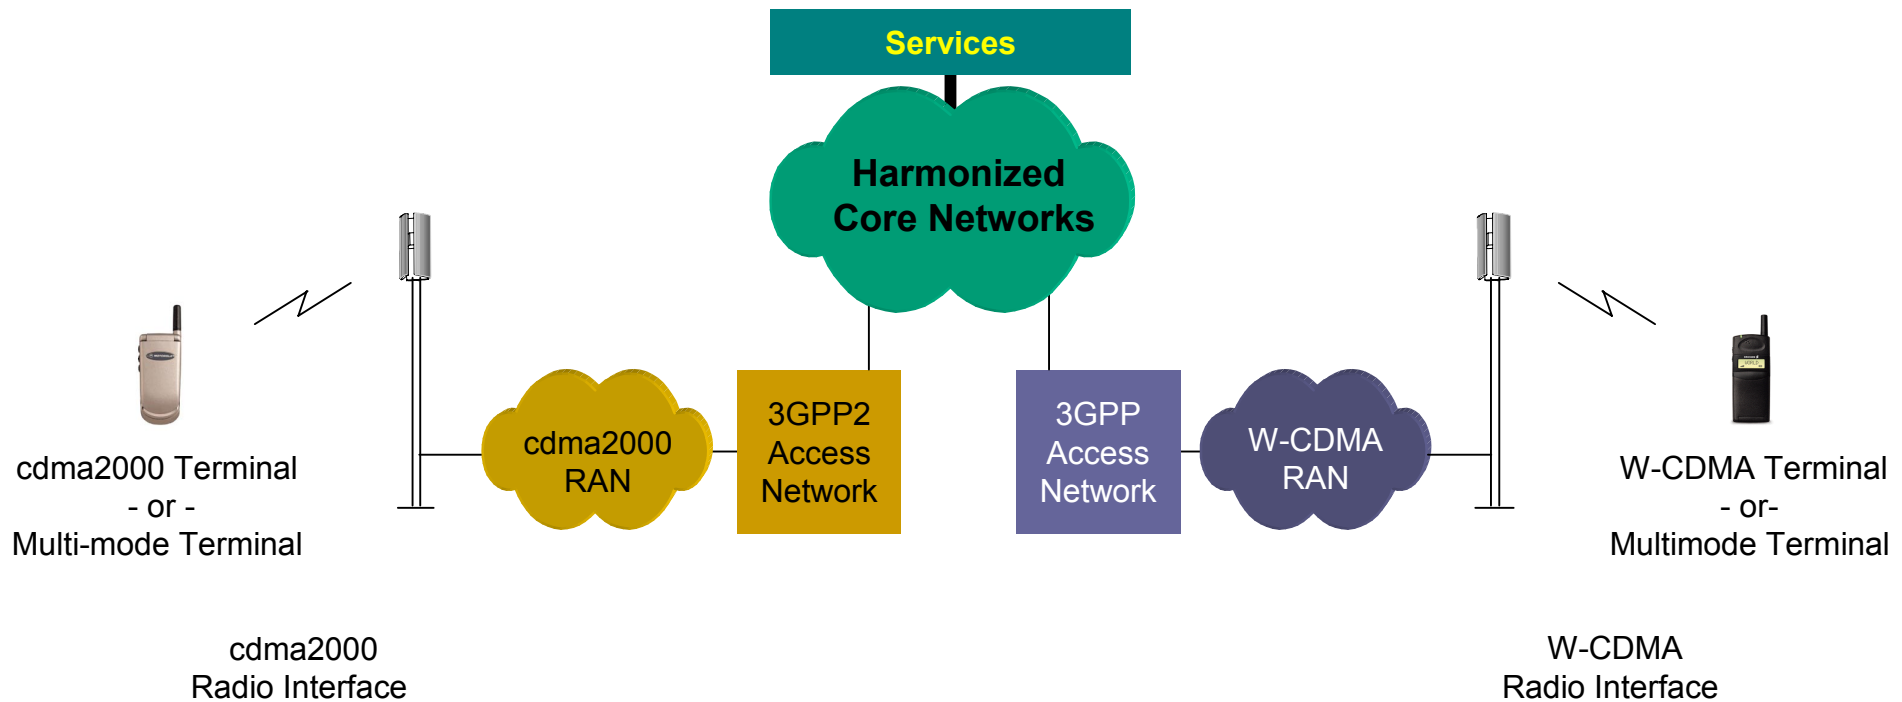 Services
Harmonized
Core Networks
cdma2000
RAN
3GPP2
Access
Network
3GPP
Access
Network
W-CDMA
RAN
cdma2000 Terminal
- or -
Multi-mode Terminal
W-CDMA Terminal
- or-
Multimode Terminal
cdma2000
Radio Interface
W-CDMA
Radio Interface